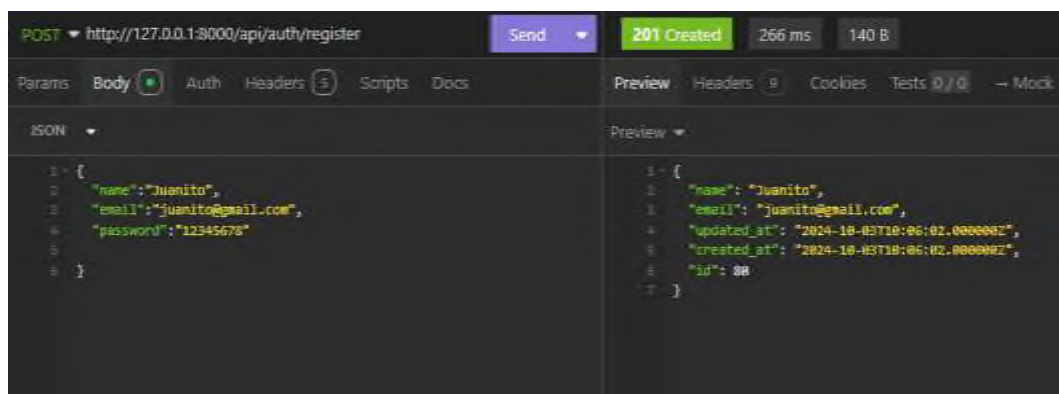 POST http://127.0.0.1:8000/api/auth/register Send
201 Created 266 ms 140 B
Params Body Auth Headers 5 Scripts Docs
Preview Headers 9 Cookies Tests 0 / 0 → Mock
JSON
Preview
1 {
2 "name":"Juanito",
3 "email":"juanito@gmail.com",
4 "password":"12345678"
5
6 }
1 {
2 "name": "Juanito",
3 "email": "juanito@gmail.com",
4 "updated_at": "2024-10-03T10:06:02.000000Z",
5 "created_at": "2024-10-03T10:06:02.000000Z",
6 "id": 80
7 }